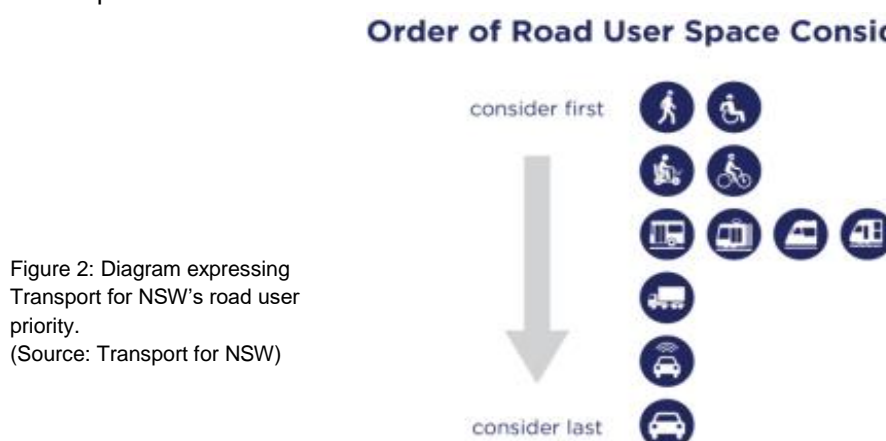 Order of Road User Space
consider first
Figure 2: Diagram expressing
Transport for NSW’s road user
priority.
(Source: Transport for NSW)
consider last